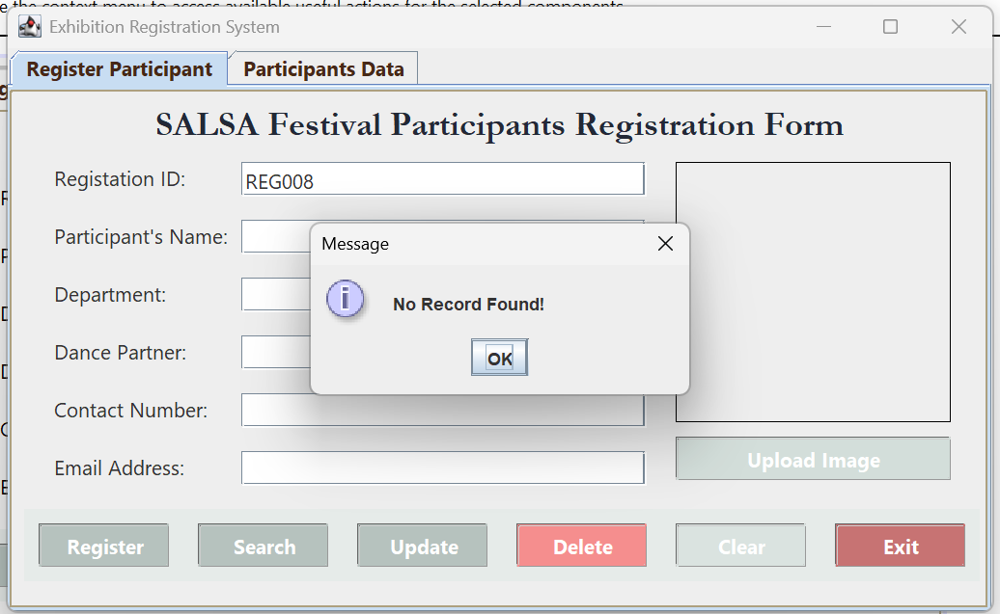 e the context menu to access available useful actions for the selected components.
Exhibition Registration System
Register Participant Participants Data
SALSA Festival Participants Registration Form
Registation ID: REG008
Participant's Name:
Message
Department:
No Record Found!
OK
Dance Partner:
Contact Number:
Email Address:
Upload Image
Register Search Update Delete Clear Exit